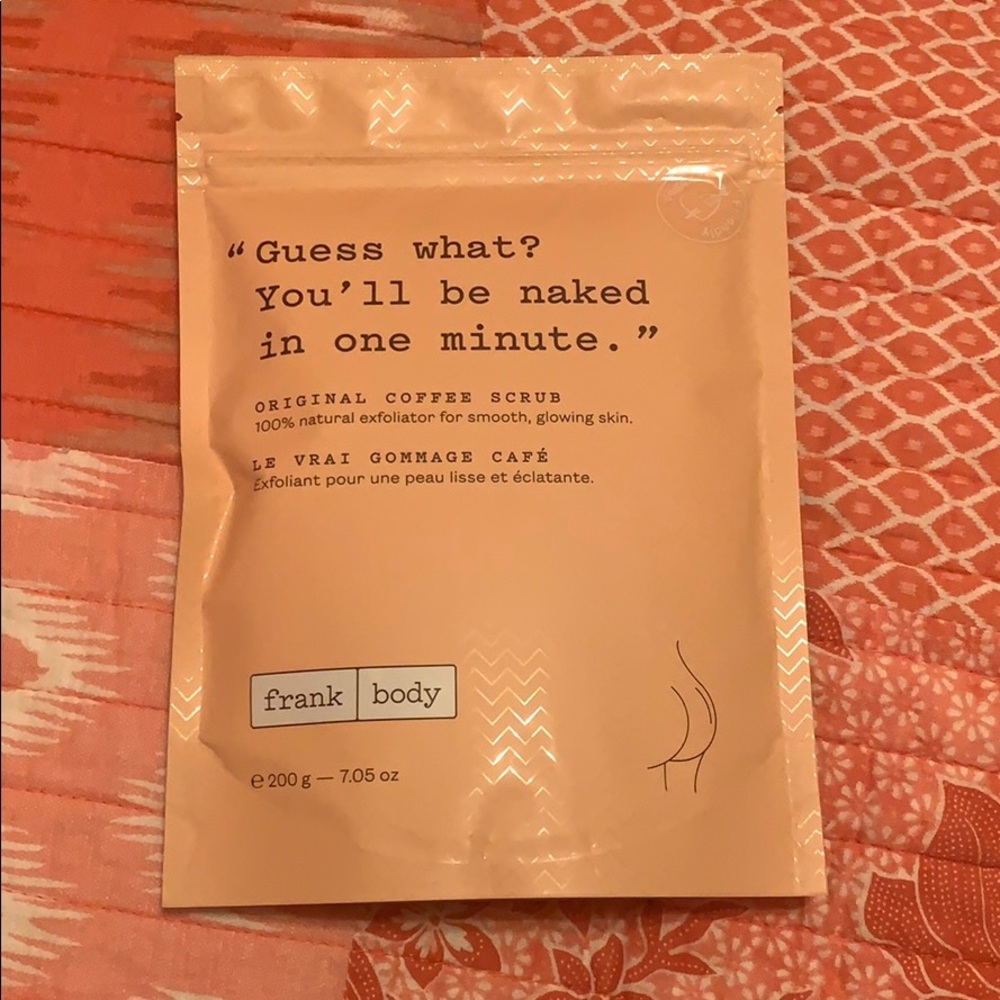 “Guess what?
You’ll be naked
in one minute.”
ORIGINAL COFFEE SCRUB
100% natural exfoliator for smooth, glowing skin.
LE VRAI GOMMAGE CAFÉ
Exfoliant pour une peau lisse et éclatante.
frank body
℮ 200 g — 7.05 oz